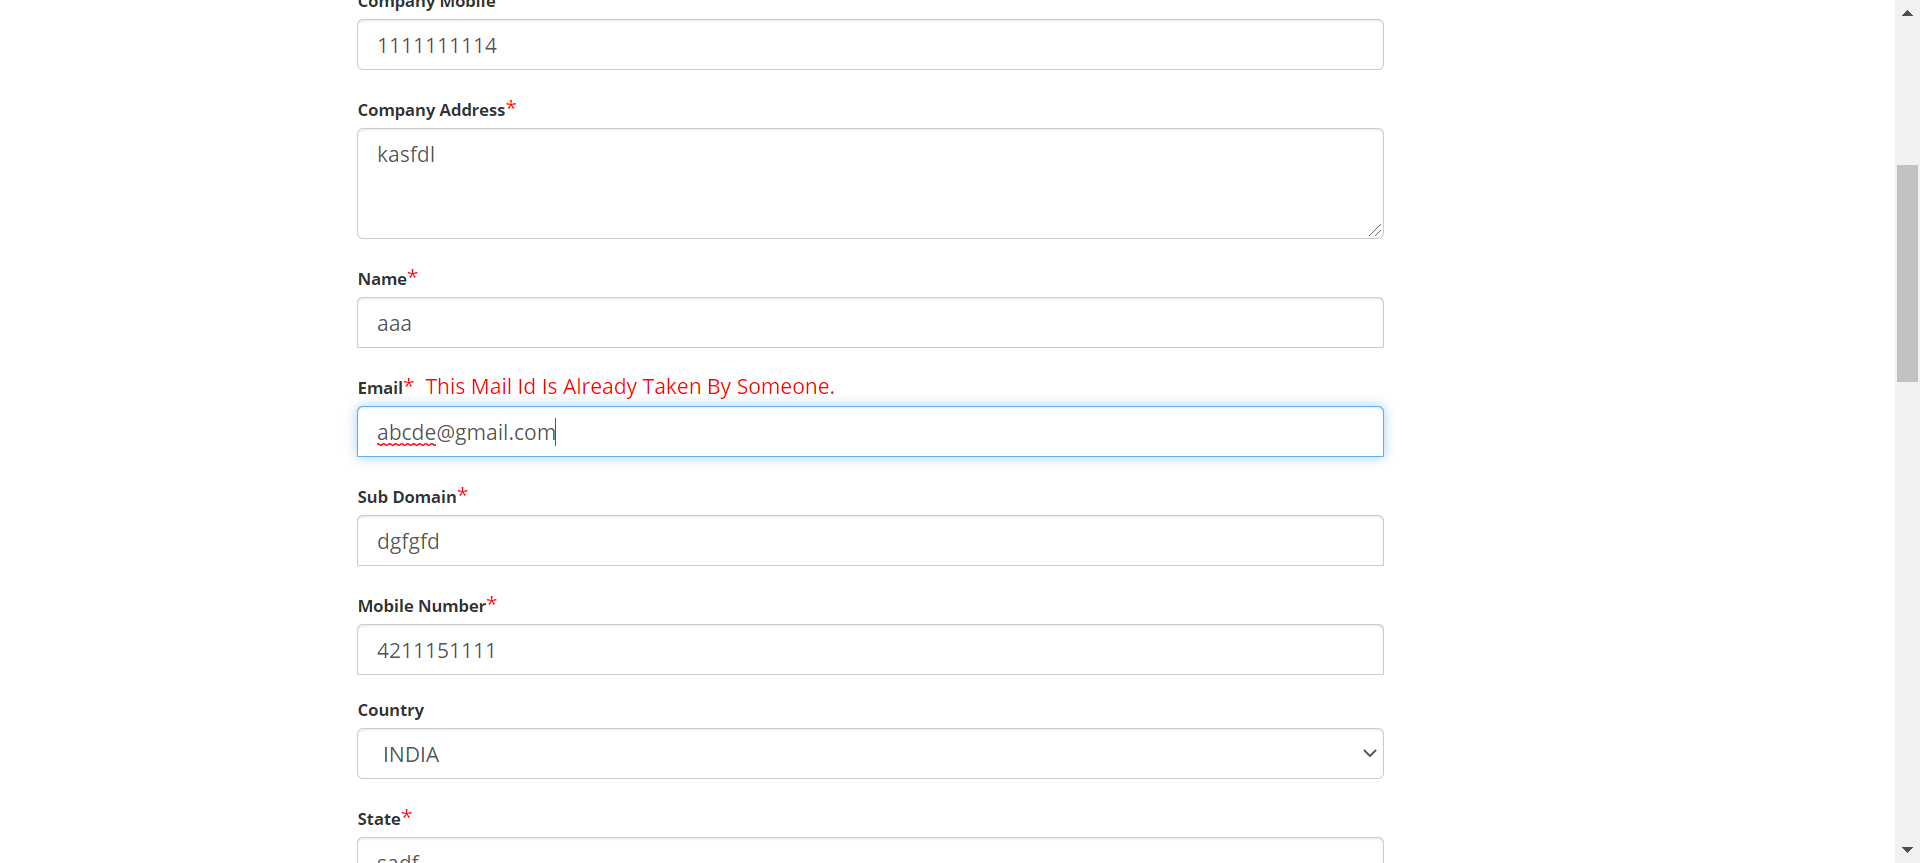 Company Mobile
1111111114
Company Address*
kasfdl
Name*
aaa
Email* This Mail Id Is Already Taken By Someone.
abcde@gmail.com
Sub Domain*
dgfgfd
Mobile Number*
4211151111
Country
INDIA
State*
sadf